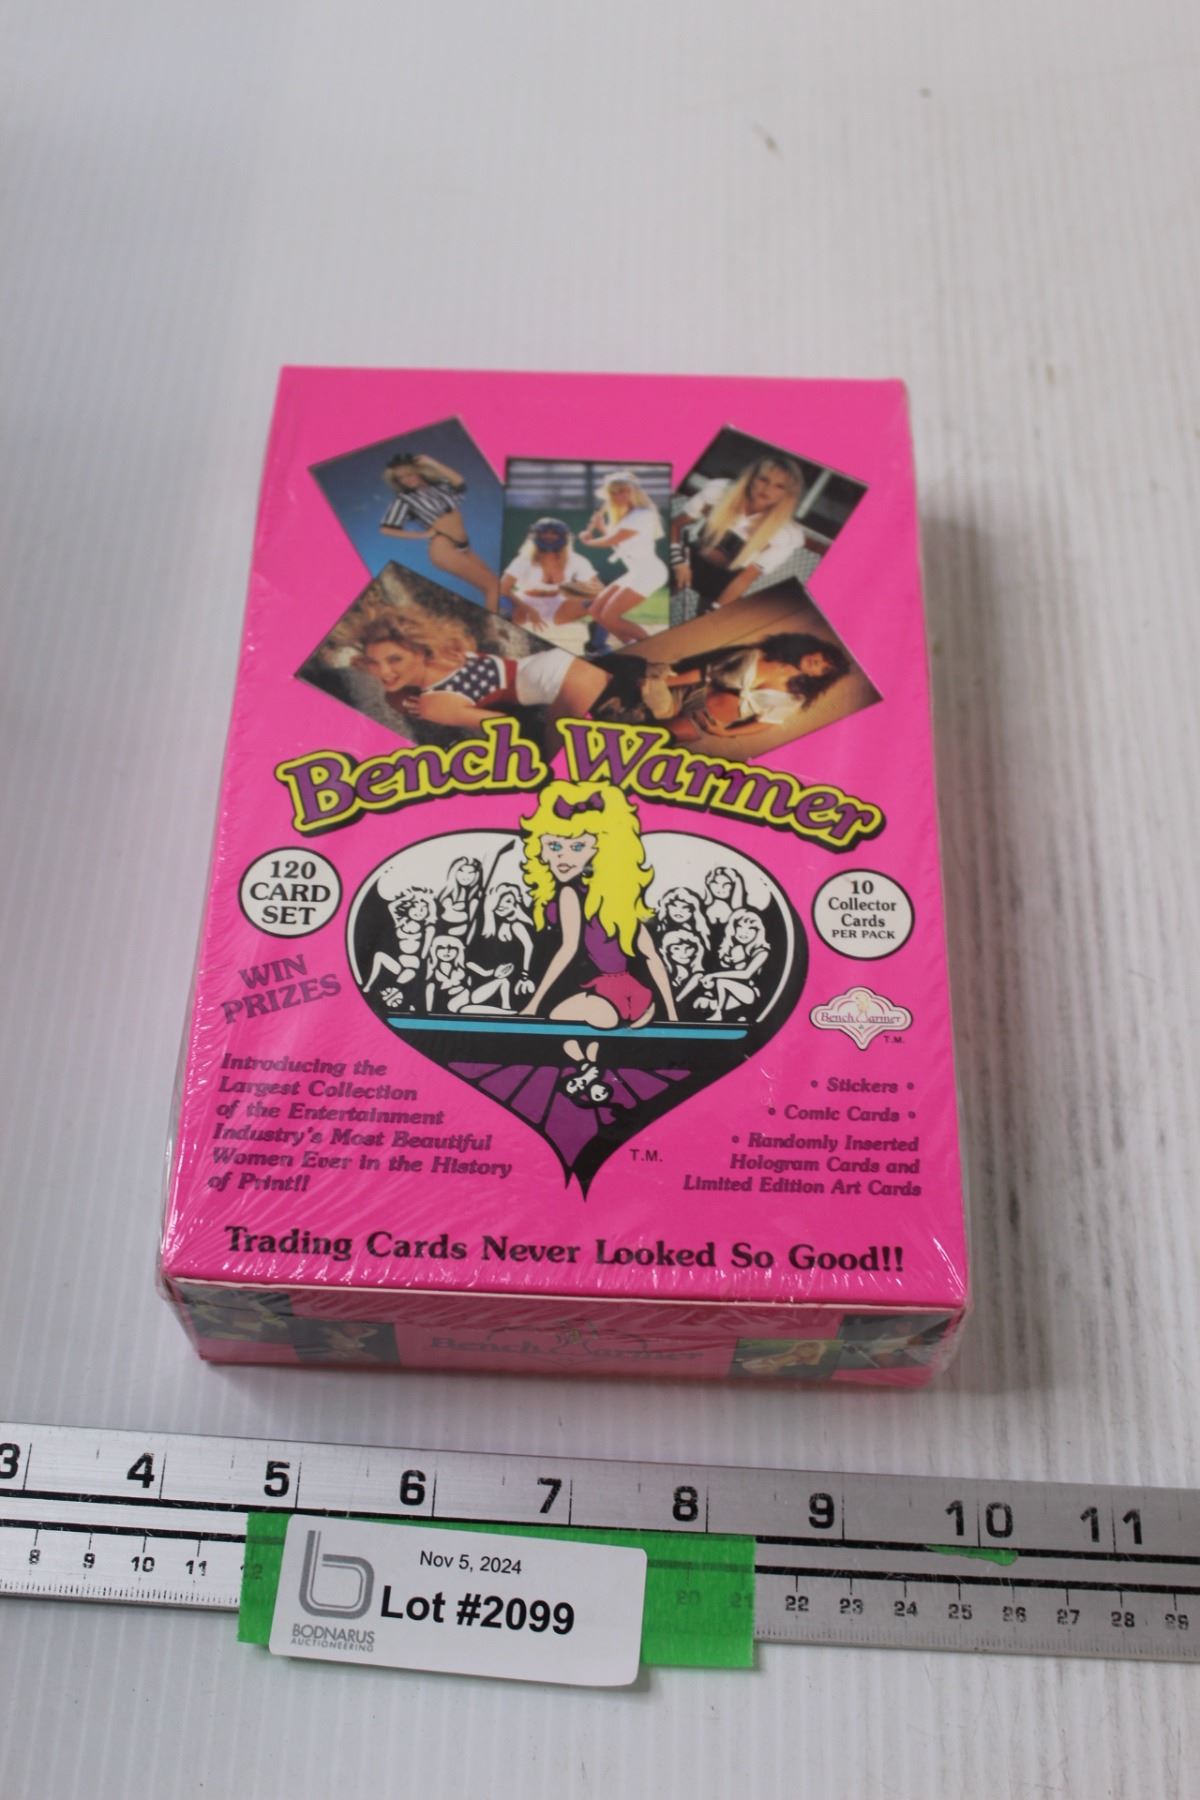 Bench Warmer
120
CARD
SET
10
Collector
Cards
PER PACK
WIN
PRIZES
Bench Warmer
T.M.
Introducing the
Largest Collection
of the Entertainment
Industry's Most Beautiful
Women Ever in the History
of Print!!
• Stickers •
• Comic Cards •
• Randomly Inserted
Hologram Cards and
Limited Edition Art Cards
T.M.
Trading Cards Never Looked So Good!!
Bench Warmer
3 4 5 6 7 8 9 10 11
8 9 10 11 12 20 21 22 23 24 25 26 27 28 29
Nov 5, 2024
Lot #2099
BODNARUS
AUCTIONEERING